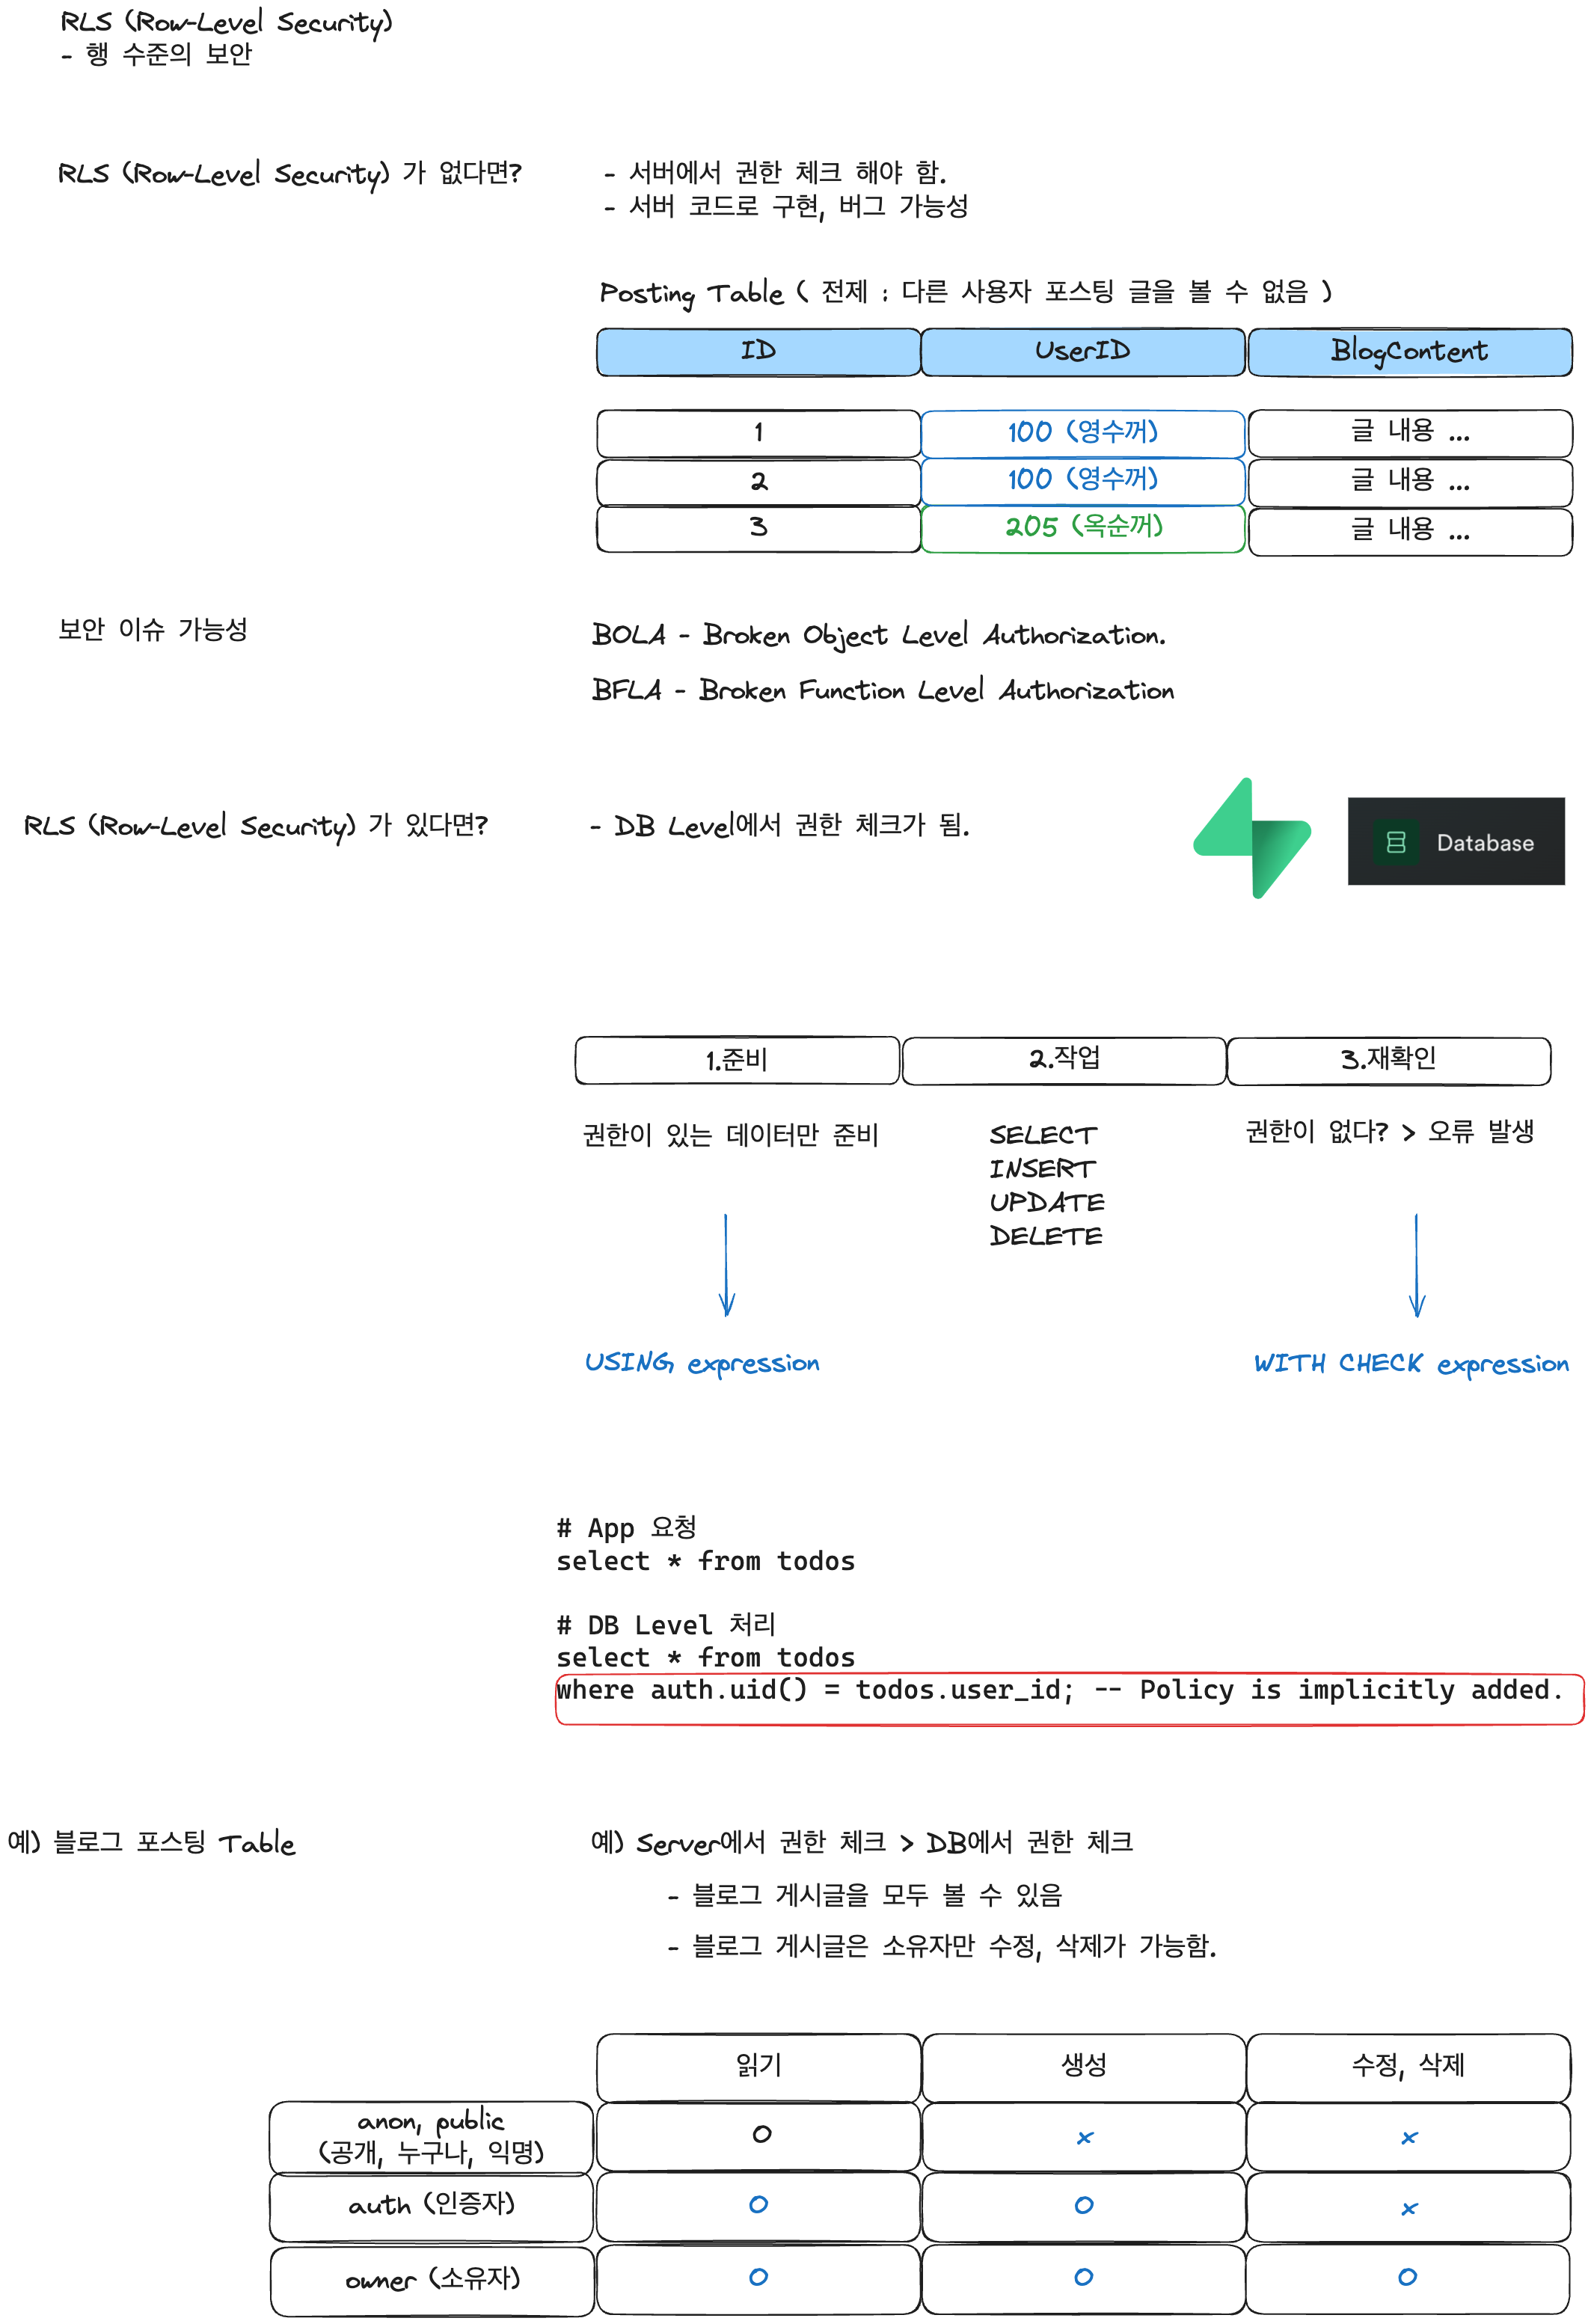 RLS (Row-Level Security)
- 행 수준의 보안
RLS (Row-Level Security) 가 없다면?
- 서버에서 권한 체크 해야 함.
- 서버 코드로 구현, 버그 가능성
Posting Table ( 전제 : 다른 사용자 포스팅 글을 볼 수 없음 )
ID UserID BlogContent
1 100 (영수꺼) 글 내용 ...
2 100 (영수꺼) 글 내용 ...
3 205 (옥순꺼) 글 내용 ...
보안 이슈 가능성
BOLA - Broken Object Level Authorization.
BFLA - Broken Function Level Authorization
RLS (Row-Level Security) 가 있다면?
- DB Level에서 권한 체크가 됨.
Database
1.준비 2.작업 3.재확인
권한이 있는 데이터만 준비
SELECT
INSERT
UPDATE
DELETE
권한이 없다? > 오류 발생
USING expression
WITH CHECK expression
# App 요청
select * from todos
# DB Level 처리
select * from todos
where auth.uid() = todos.user_id; -- Policy is implicitly added.
예) 블로그 포스팅 Table
예) Server에서 권한 체크 > DB에서 권한 체크
- 블로그 게시글을 모두 볼 수 있음
- 블로그 게시글은 소유자만 수정, 삭제가 가능함.
읽기 생성 수정, 삭제
anon, public
(공개, 누구나, 익명)
O x x
auth (인증자) O O x
owner (소유자) O O O